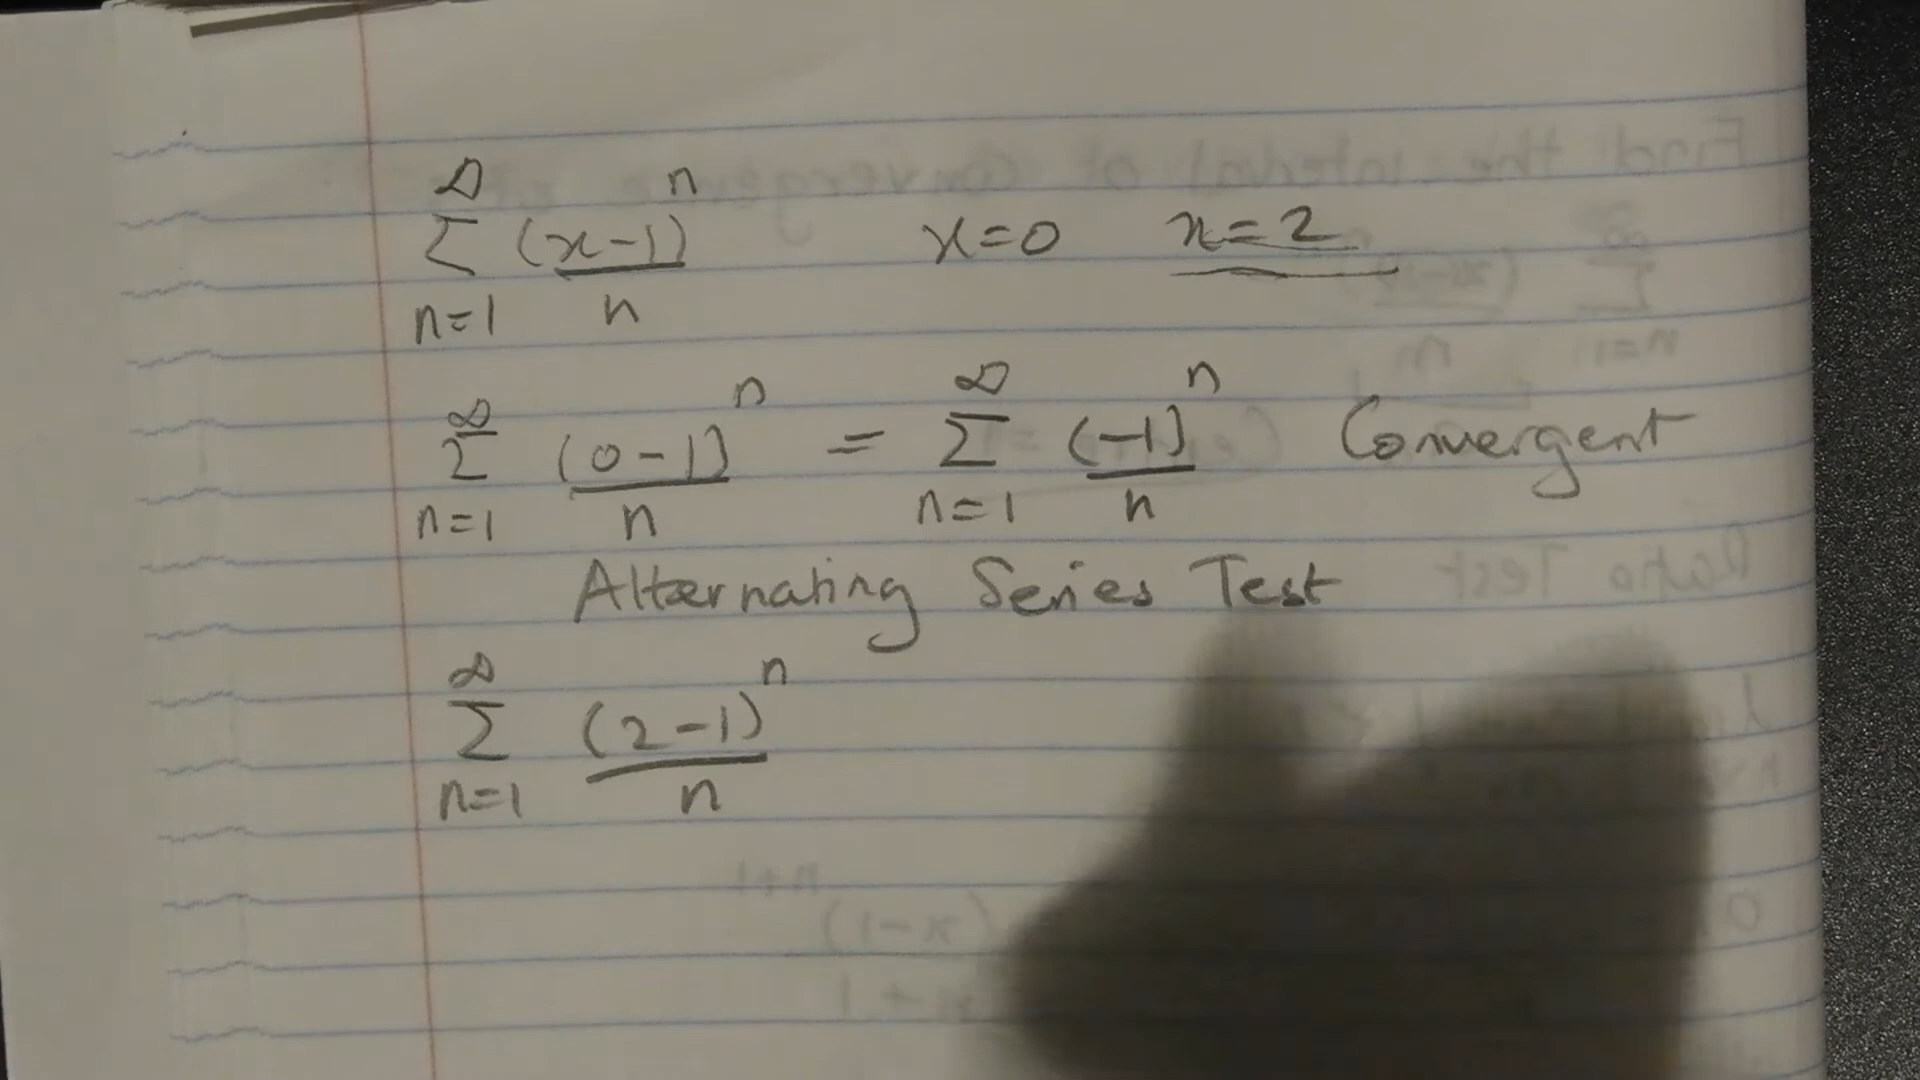 ∞ Σ n=1 (x-1)^n / n x=0 x=2
∞ Σ n=1 (0-1)^n / n = ∞ Σ n=1 (-1)^n / n Convergent
Alternating Series Test
∞ Σ n=1 (2-1)^n / n